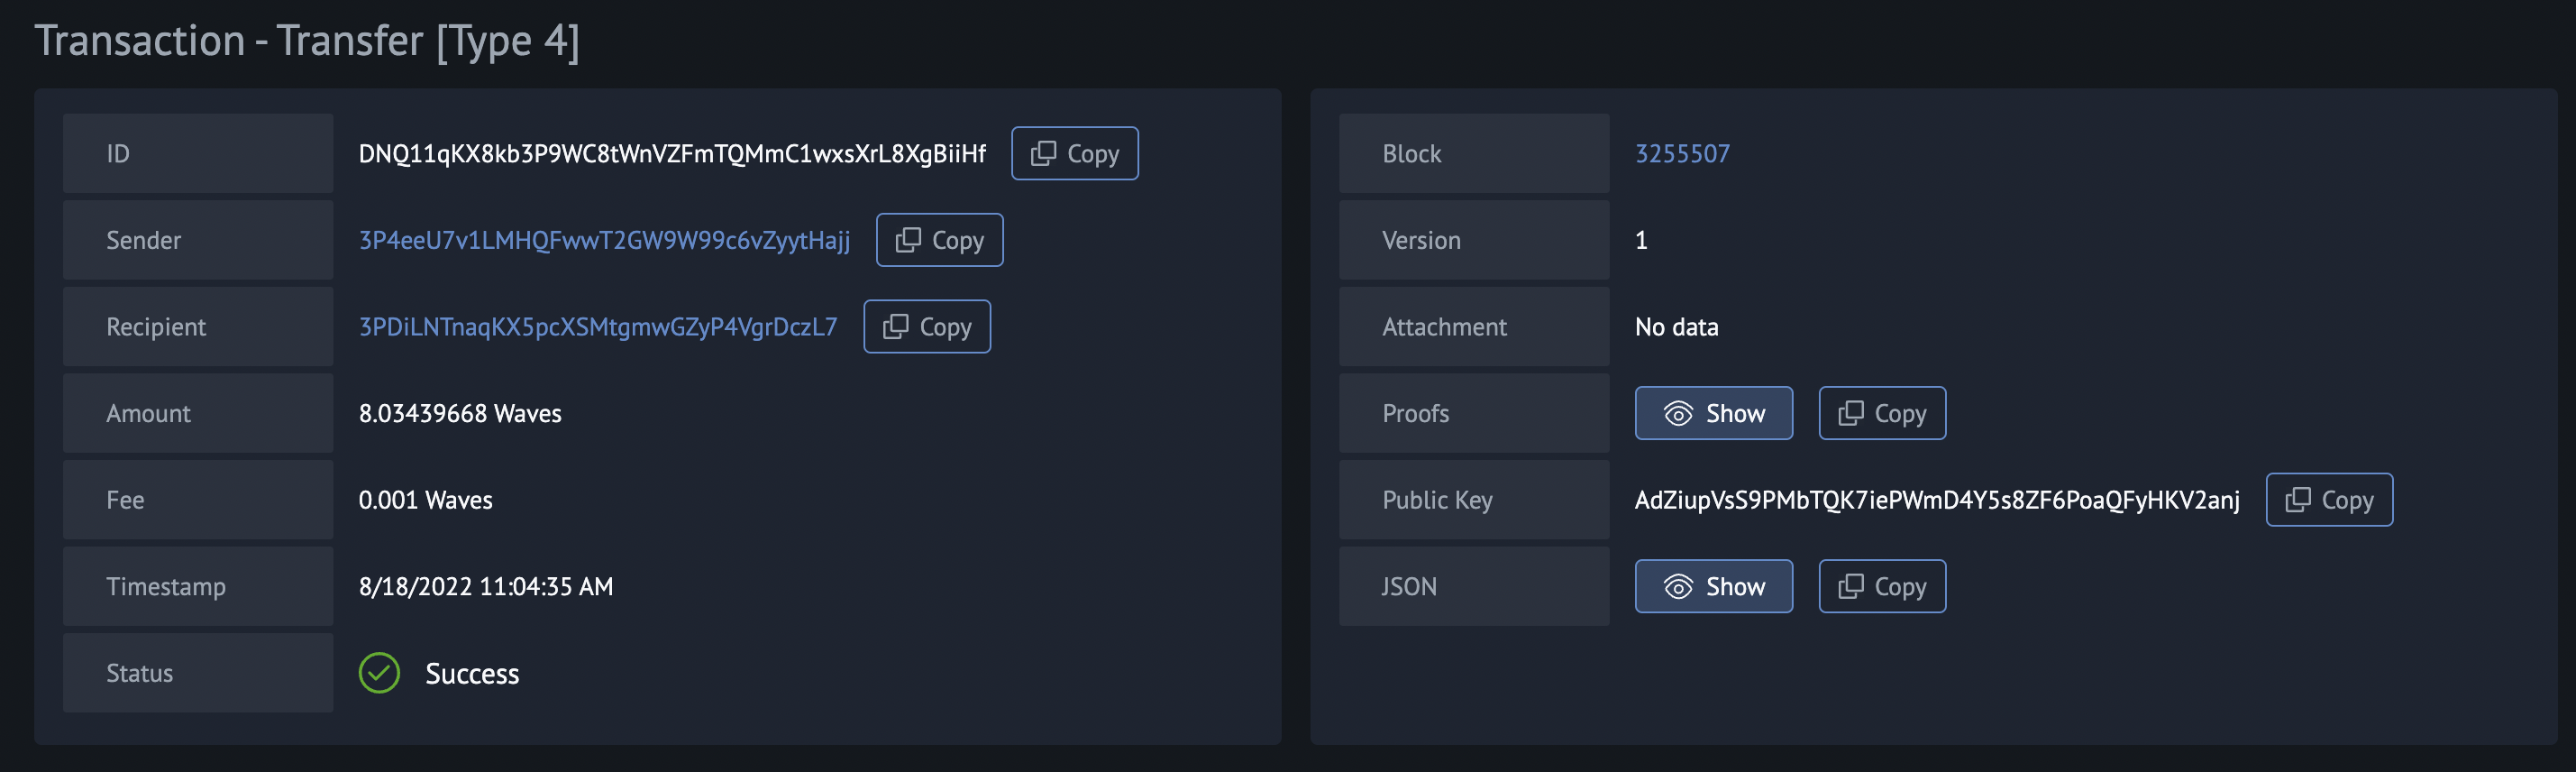 Transaction - Transfer [Type 4]
ID DNQ11qKX8kb3P9WC8tWnVZFmTQMmC1wxsXrL8XgBiiHf Copy
Sender 3P4eeU7v1LMHQFwwT2GW9W99c6vZyytHajj Copy
Recipient 3PDiLNTnaqKX5pcXSMtgmwGZyP4VgrDczL7 Copy
Amount 8.03439668 Waves
Fee 0.001 Waves
Timestamp 8/18/2022 11:04:35 AM
Status Success
Block 3255507
Version 1
Attachment No data
Proofs Show Copy
Public Key AdZiupVsS9PMbTQK7iePWmD4Y5s8ZF6PoaQFyHKV2anj Copy
JSON Show Copy